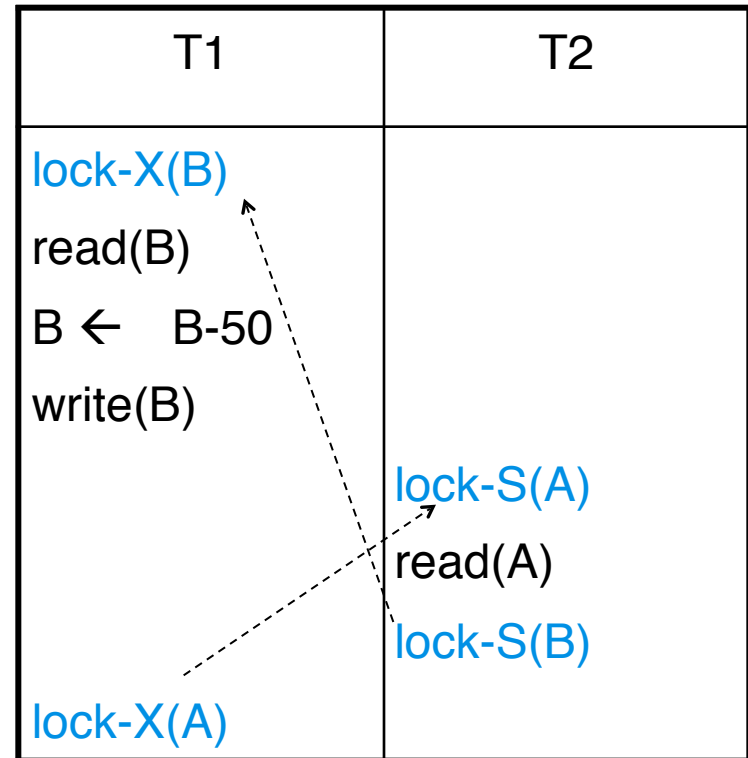 T1 T2
lock-X(B)
read(B)
B ← B-50
write(B)
lock-S(A)
read(A)
lock-S(B)
lock-X(A)